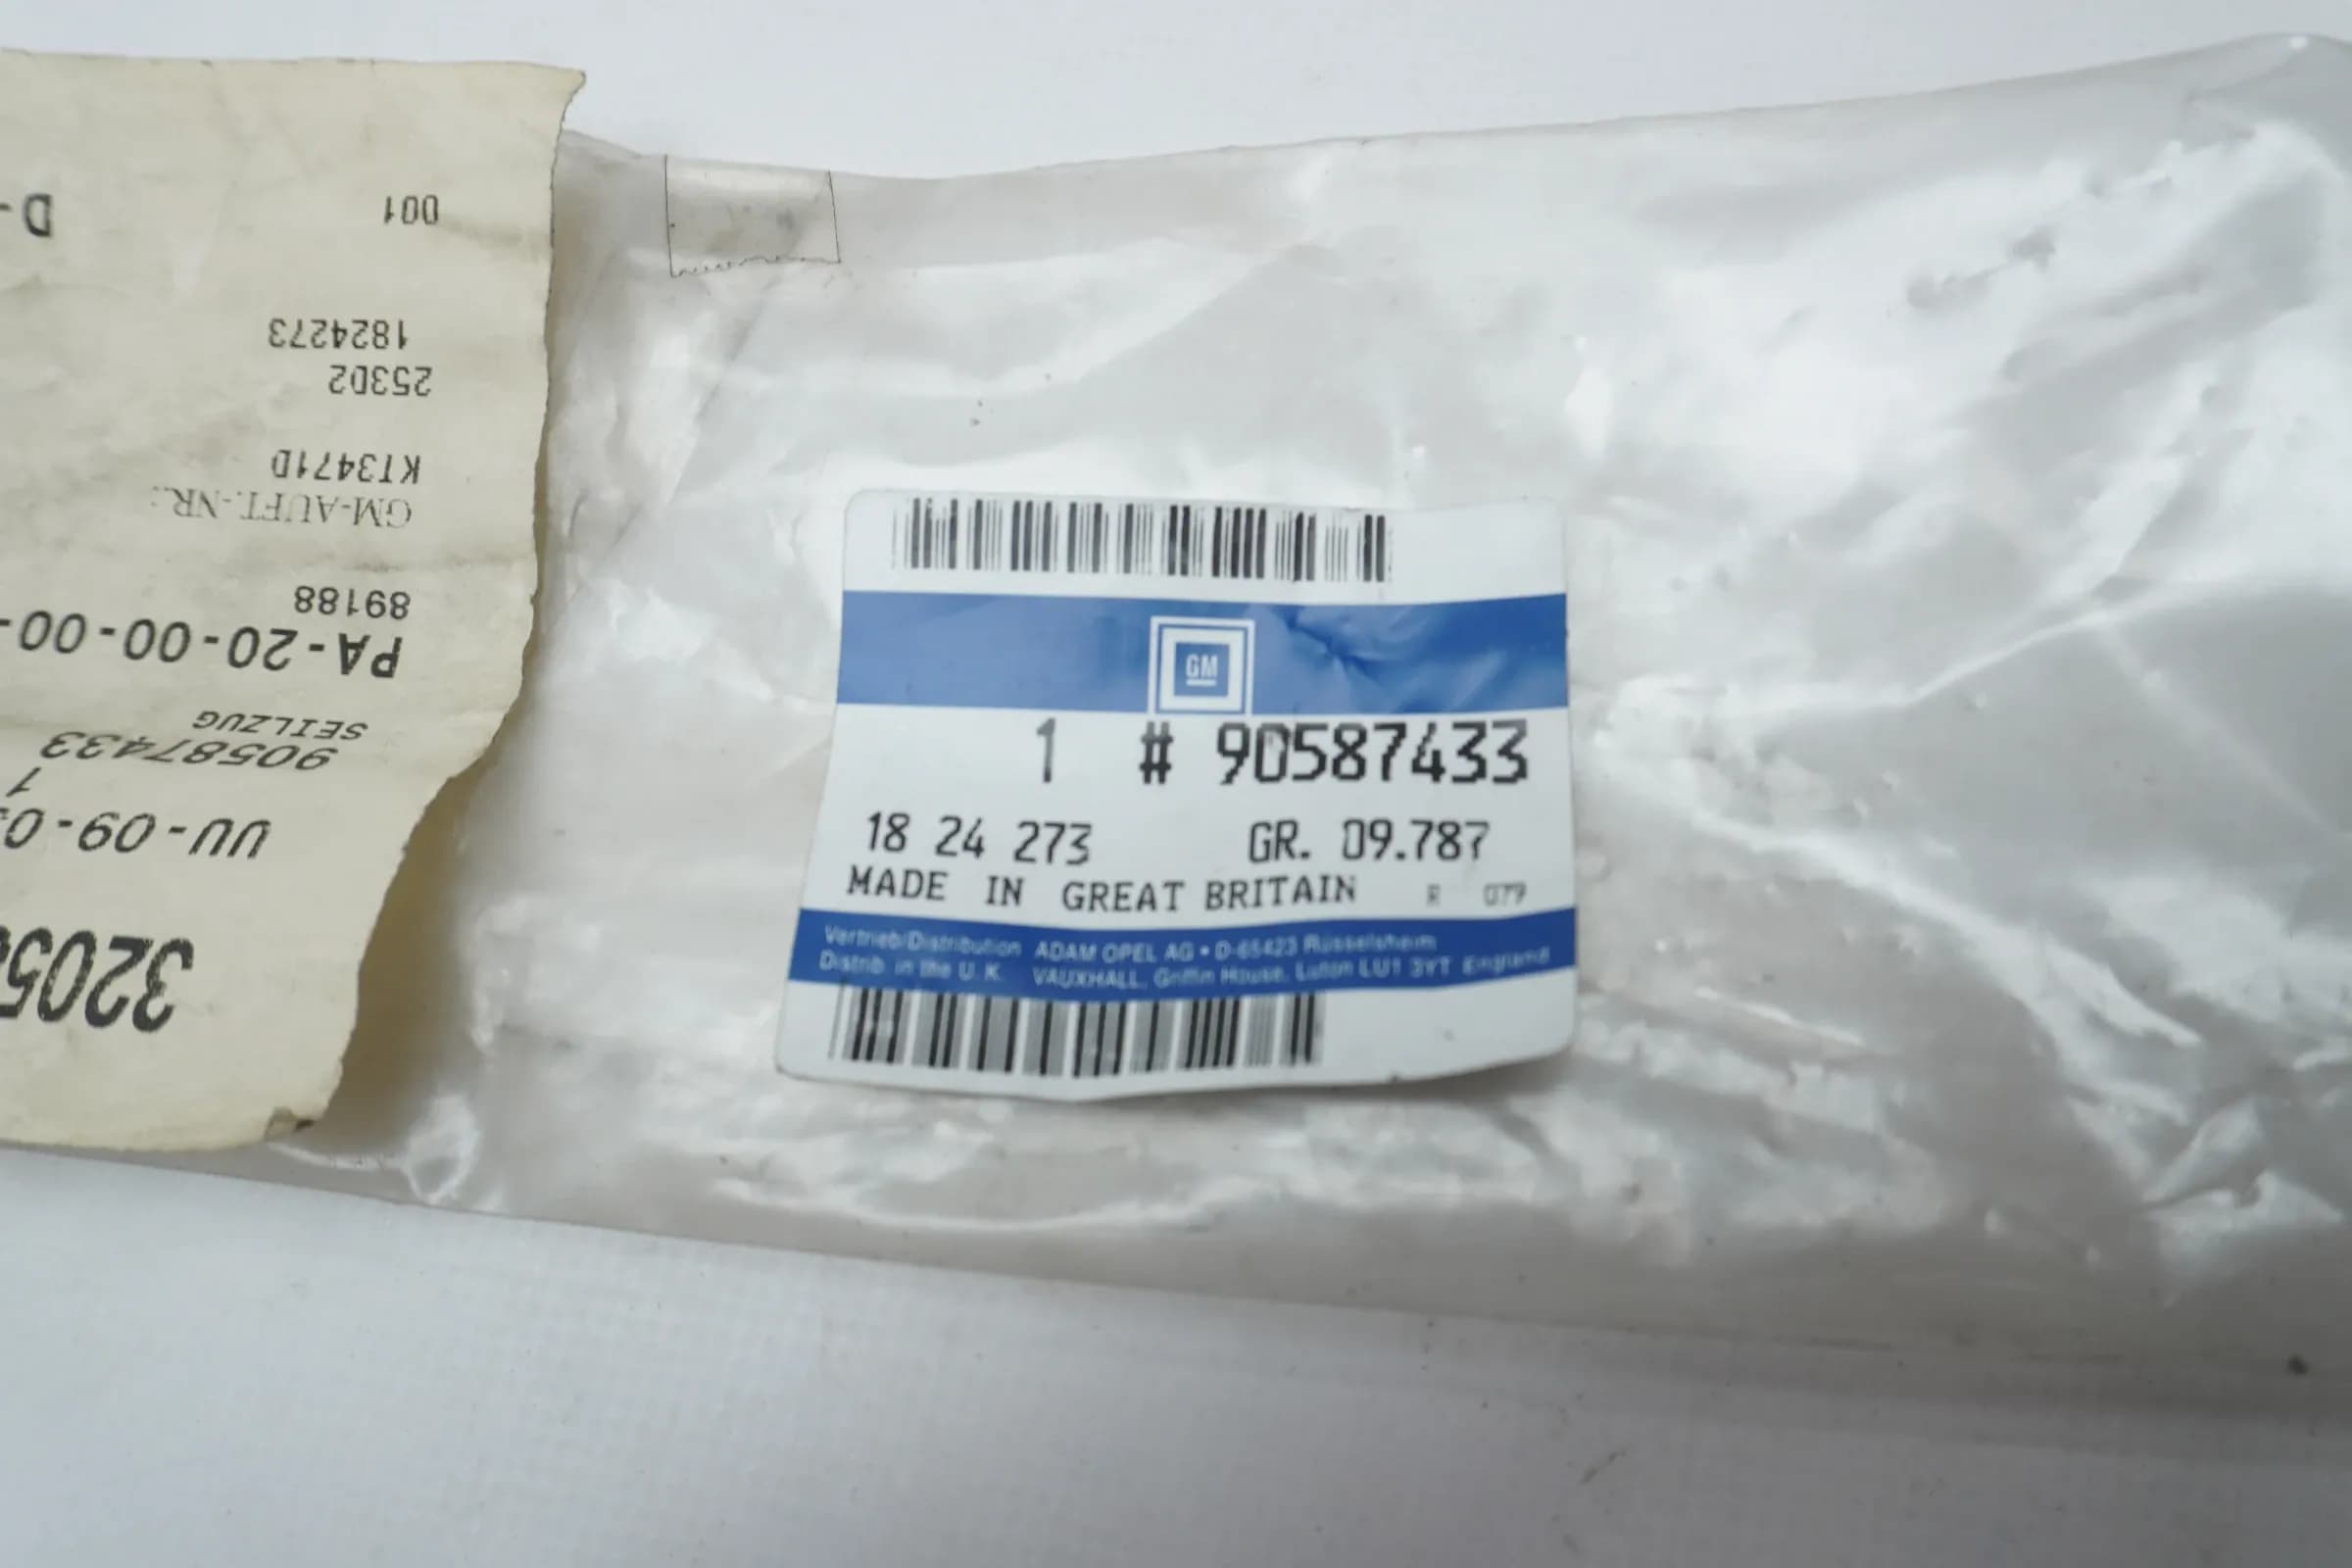 GM
1 # 90587433
18 24 273 GR. 09.787
MADE IN GREAT BRITAIN R 079
Vertrieb/Distribution ADAM OPEL AG • D-65423 Rüsselsheim
Distrib. in the U.K. VAUXHALL, Griffin House, Luton LU1 3YT England
3205
UU-09-0
1
90587433
SEILZUG
PA-20-00-00-
89188
GM-AUFT.-NR.:
KT3471D
253D2
1824273
001 D-